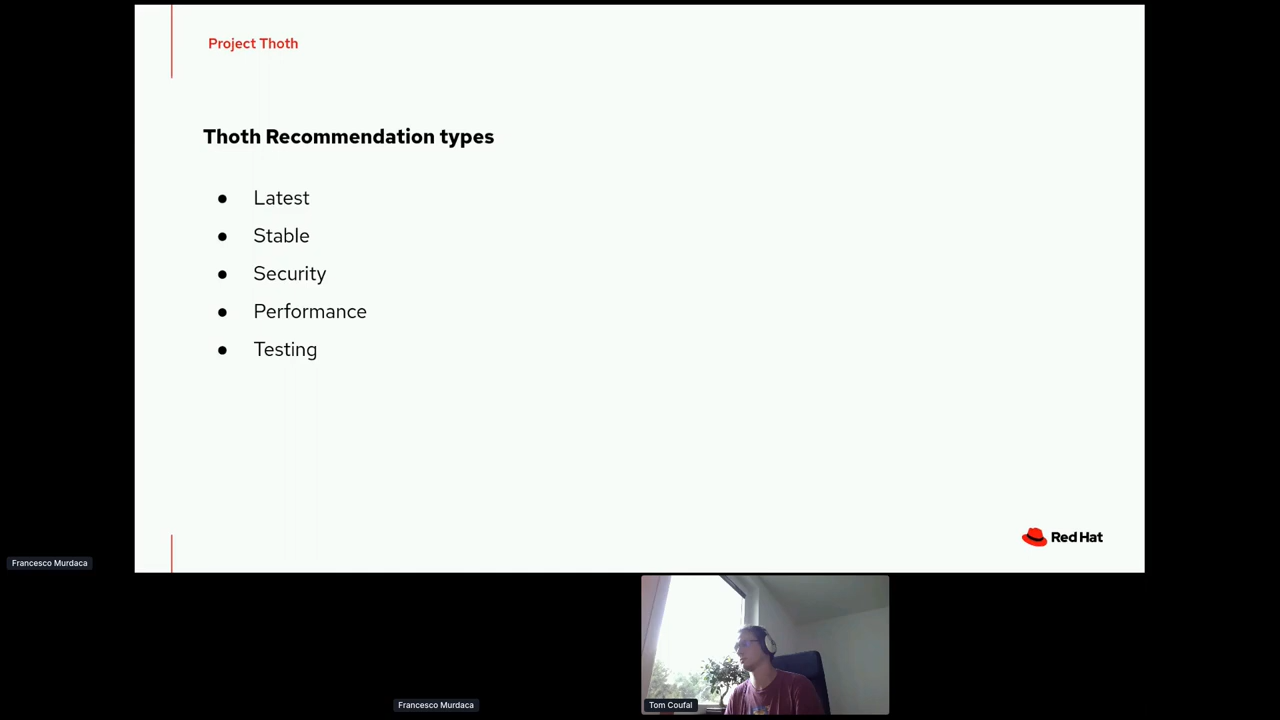 Project Thoth
Thoth Recommendation types
● Latest
● Stable
● Security
● Performance
● Testing
Red Hat
Francesco Murdaca
Francesco Murdaca
Tom Coufal